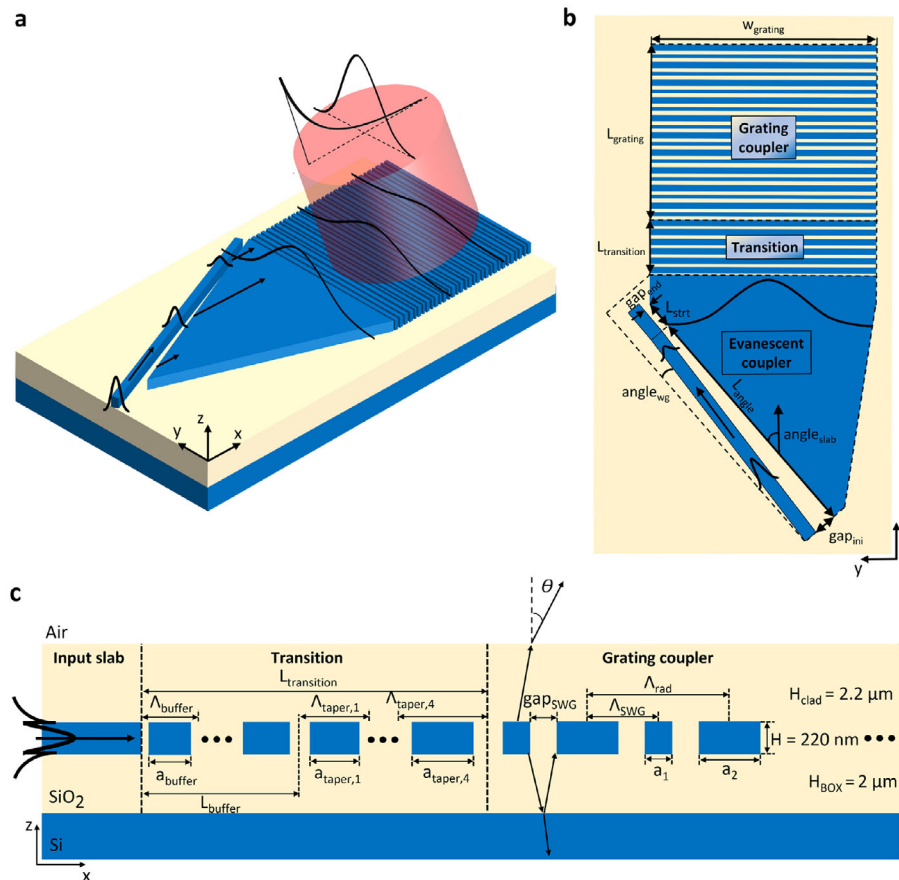 a
z
y
x
b
w_grating
L_grating
Grating
coupler
L_transition
Transition
gap_end
L_strt
Evanescent
coupler
angle_wg
L_angle
angle_slab
gap_ini
y
c
θ
Air
Input slab
Transition
Grating coupler
L_transition
Λ_rad
Λ_buffer
Λ_taper,1
Λ_taper,4
gap_SWG
Λ_SWG
H_clad = 2.2 μm
H = 220 nm
a_buffer
a_taper,1
a_taper,4
a_1
a_2
L_buffer
H_BOX = 2 μm
SiO₂
z
Si
x